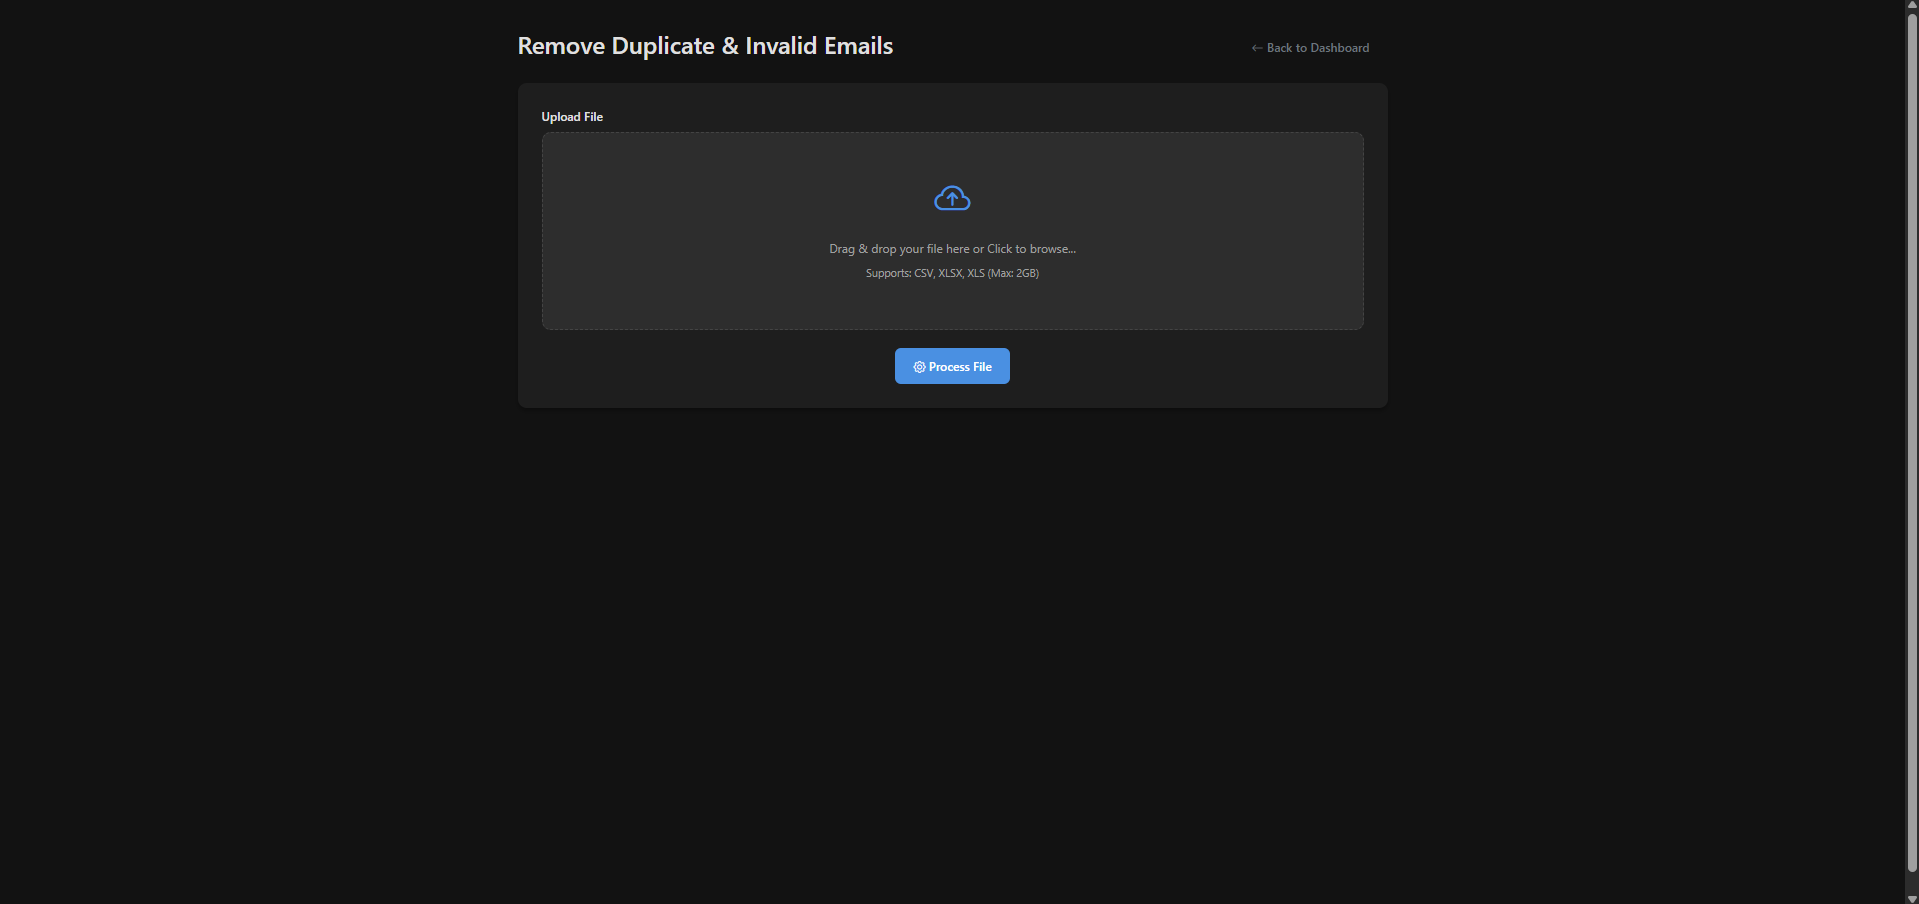 Remove Duplicate & Invalid Emails
← Back to Dashboard
Upload File
Drag & drop your file here or Click to browse...
Supports: CSV, XLSX, XLS (Max: 2GB)
Process File